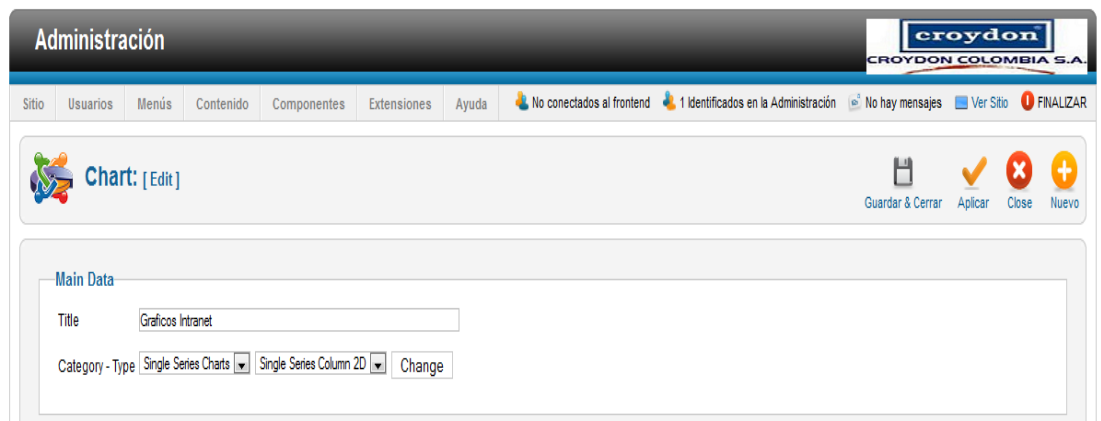 Administración
croydon
CROYDON COLOMBIA S.A.
Sitio Usuarios Menús Contenido Componentes Extensiones Ayuda No conectados al frontend 1 Identificados en la Administración No hay mensajes Ver Sitio FINALIZAR
Chart: [ Edit ]
Guardar & Cerrar Aplicar Close Nuevo
Main Data
Title Graficos Intranet
Category - Type Single Series Charts Single Series Column 2D Change